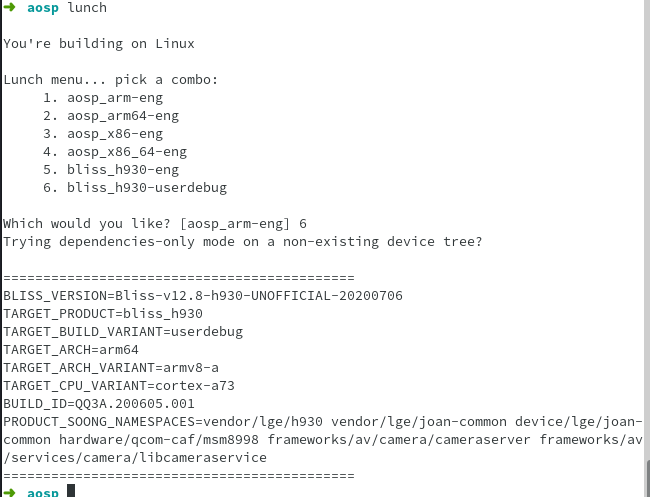 ➜ aosp lunch
You're building on Linux
Lunch menu... pick a combo:
1. aosp_arm-eng
2. aosp_arm64-eng
3. aosp_x86-eng
4. aosp_x86_64-eng
5. bliss_h930-eng
6. bliss_h930-userdebug
Which would you like? [aosp_arm-eng] 6
Trying dependencies-only mode on a non-existing device tree?
============================================
BLISS_VERSION=Bliss-v12.8-h930-UNOFFICIAL-20200706
TARGET_PRODUCT=bliss_h930
TARGET_BUILD_VARIANT=userdebug
TARGET_ARCH=arm64
TARGET_ARCH_VARIANT=armv8-a
TARGET_CPU_VARIANT=cortex-a73
BUILD_ID=QQ3A.200605.001
PRODUCT_SOONG_NAMESPACES=vendor/lge/h930 vendor/lge/joan-common device/lge/joan-
common hardware/qcom-caf/msm8998 frameworks/av/camera/cameraserver frameworks/av
/services/camera/libcameraservice
============================================
➜ aosp